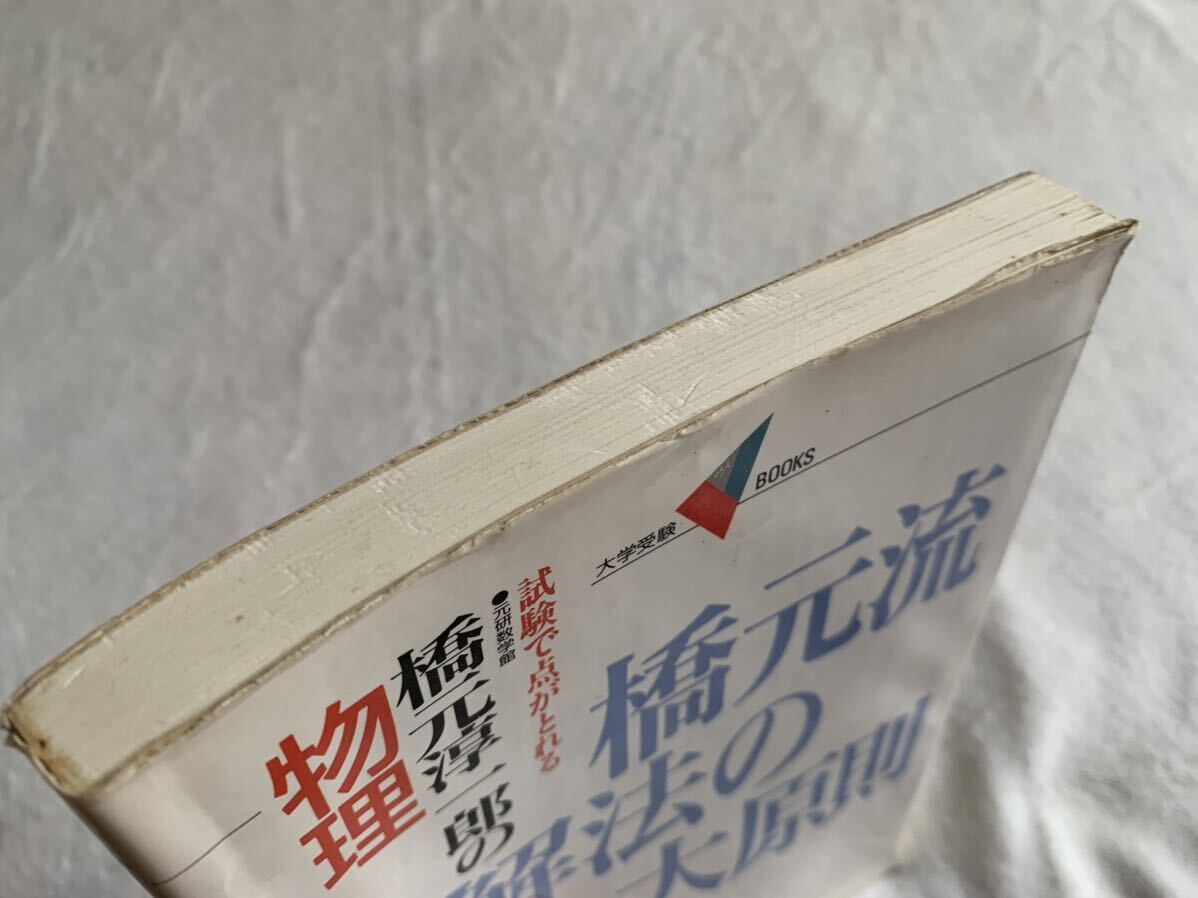 大学受験
BOOKS
橋元流
解法の
大原則
試験で点がとれる
●元研数学館
橋元淳一郎の
物理